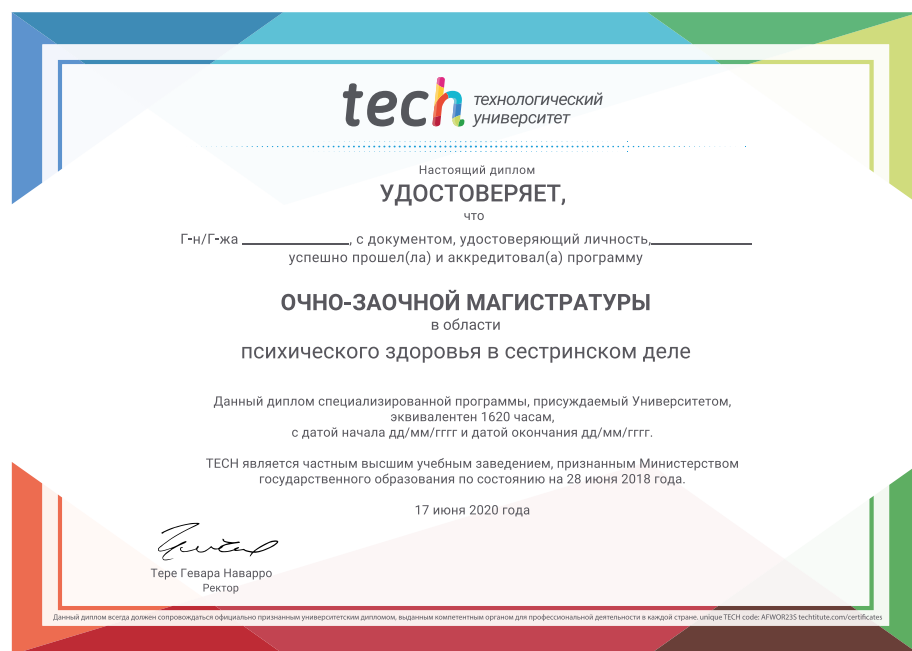 tech технологический
университет
Настоящий диплом
УДОСТОВЕРЯЕТ,
что
Г-н/Г-жа ______________, с документом, удостоверяющий личность,_____________
успешно прошел(ла) и аккредитовал(а) программу
ОЧНО-ЗАОЧНОЙ МАГИСТРАТУРЫ
в области
психического здоровья в сестринском деле
Данный диплом специализированной программы, присуждаемый Университетом,
эквивалентен 1620 часам,
с датой начала дд/мм/гггг и датой окончания дд/мм/гггг.
TECH является частным высшим учебным заведением, признанным Министерством
государственного образования по состоянию на 28 июня 2018 года.
17 июня 2020 года
Тере Гевара Наварро
Ректор
Данный диплом всегда должен сопровождаться официально признанным университетским дипломом, выданным компетентным органом для профессиональной деятельности в каждой стране. unique TECH code: AFWOR23S techtitute.com/certificates